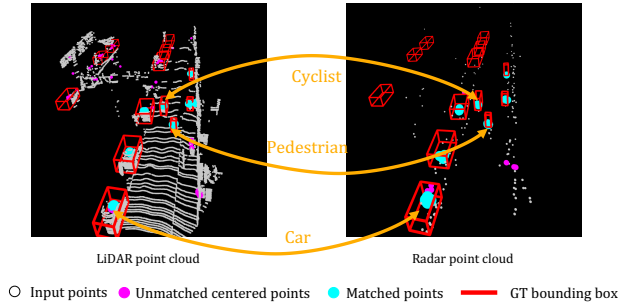 Cyclist
Pedestrian
Car
LiDAR point cloud
Radar point cloud
Input points
Unmatched centered points
Matched points
GT bounding box